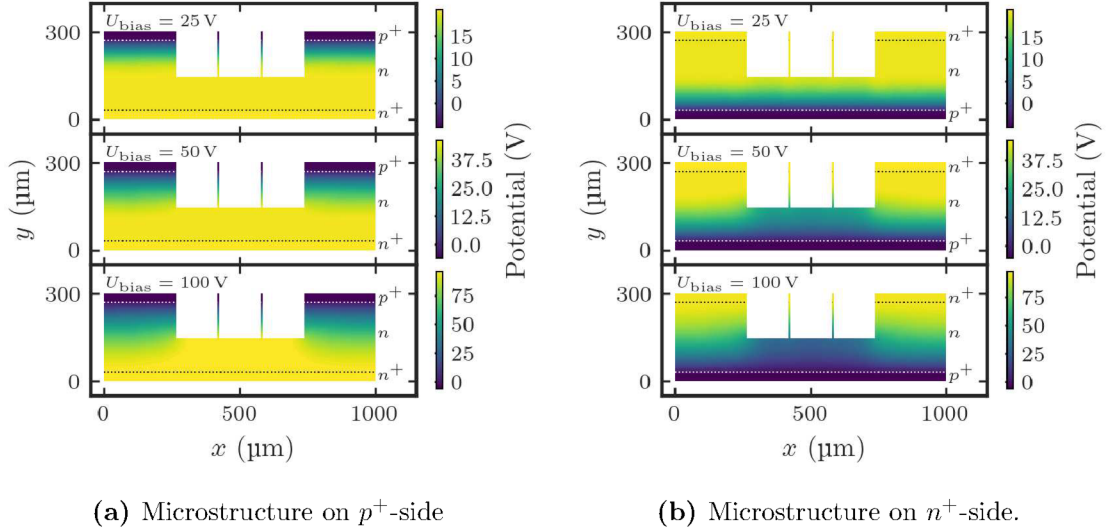 U_bias = 25 V
p⁺
n
n⁺
300
0
15
10
5
0
U_bias = 50 V
p⁺
n
n⁺
300
0
37.5
25.0
12.5
0.0
U_bias = 100 V
p⁺
n
n⁺
300
0
75
50
25
0
0
500
1000
x (µm)
y (µm)
Potential (V)
(a) Microstructure on p⁺-side
U_bias = 25 V
n⁺
n
p⁺
300
0
15
10
5
0
U_bias = 50 V
n⁺
n
p⁺
300
0
37.5
25.0
12.5
0.0
U_bias = 100 V
n⁺
n
p⁺
300
0
75
50
25
0
0
500
1000
x (µm)
y (µm)
Potential (V)
(b) Microstructure on n⁺-side.